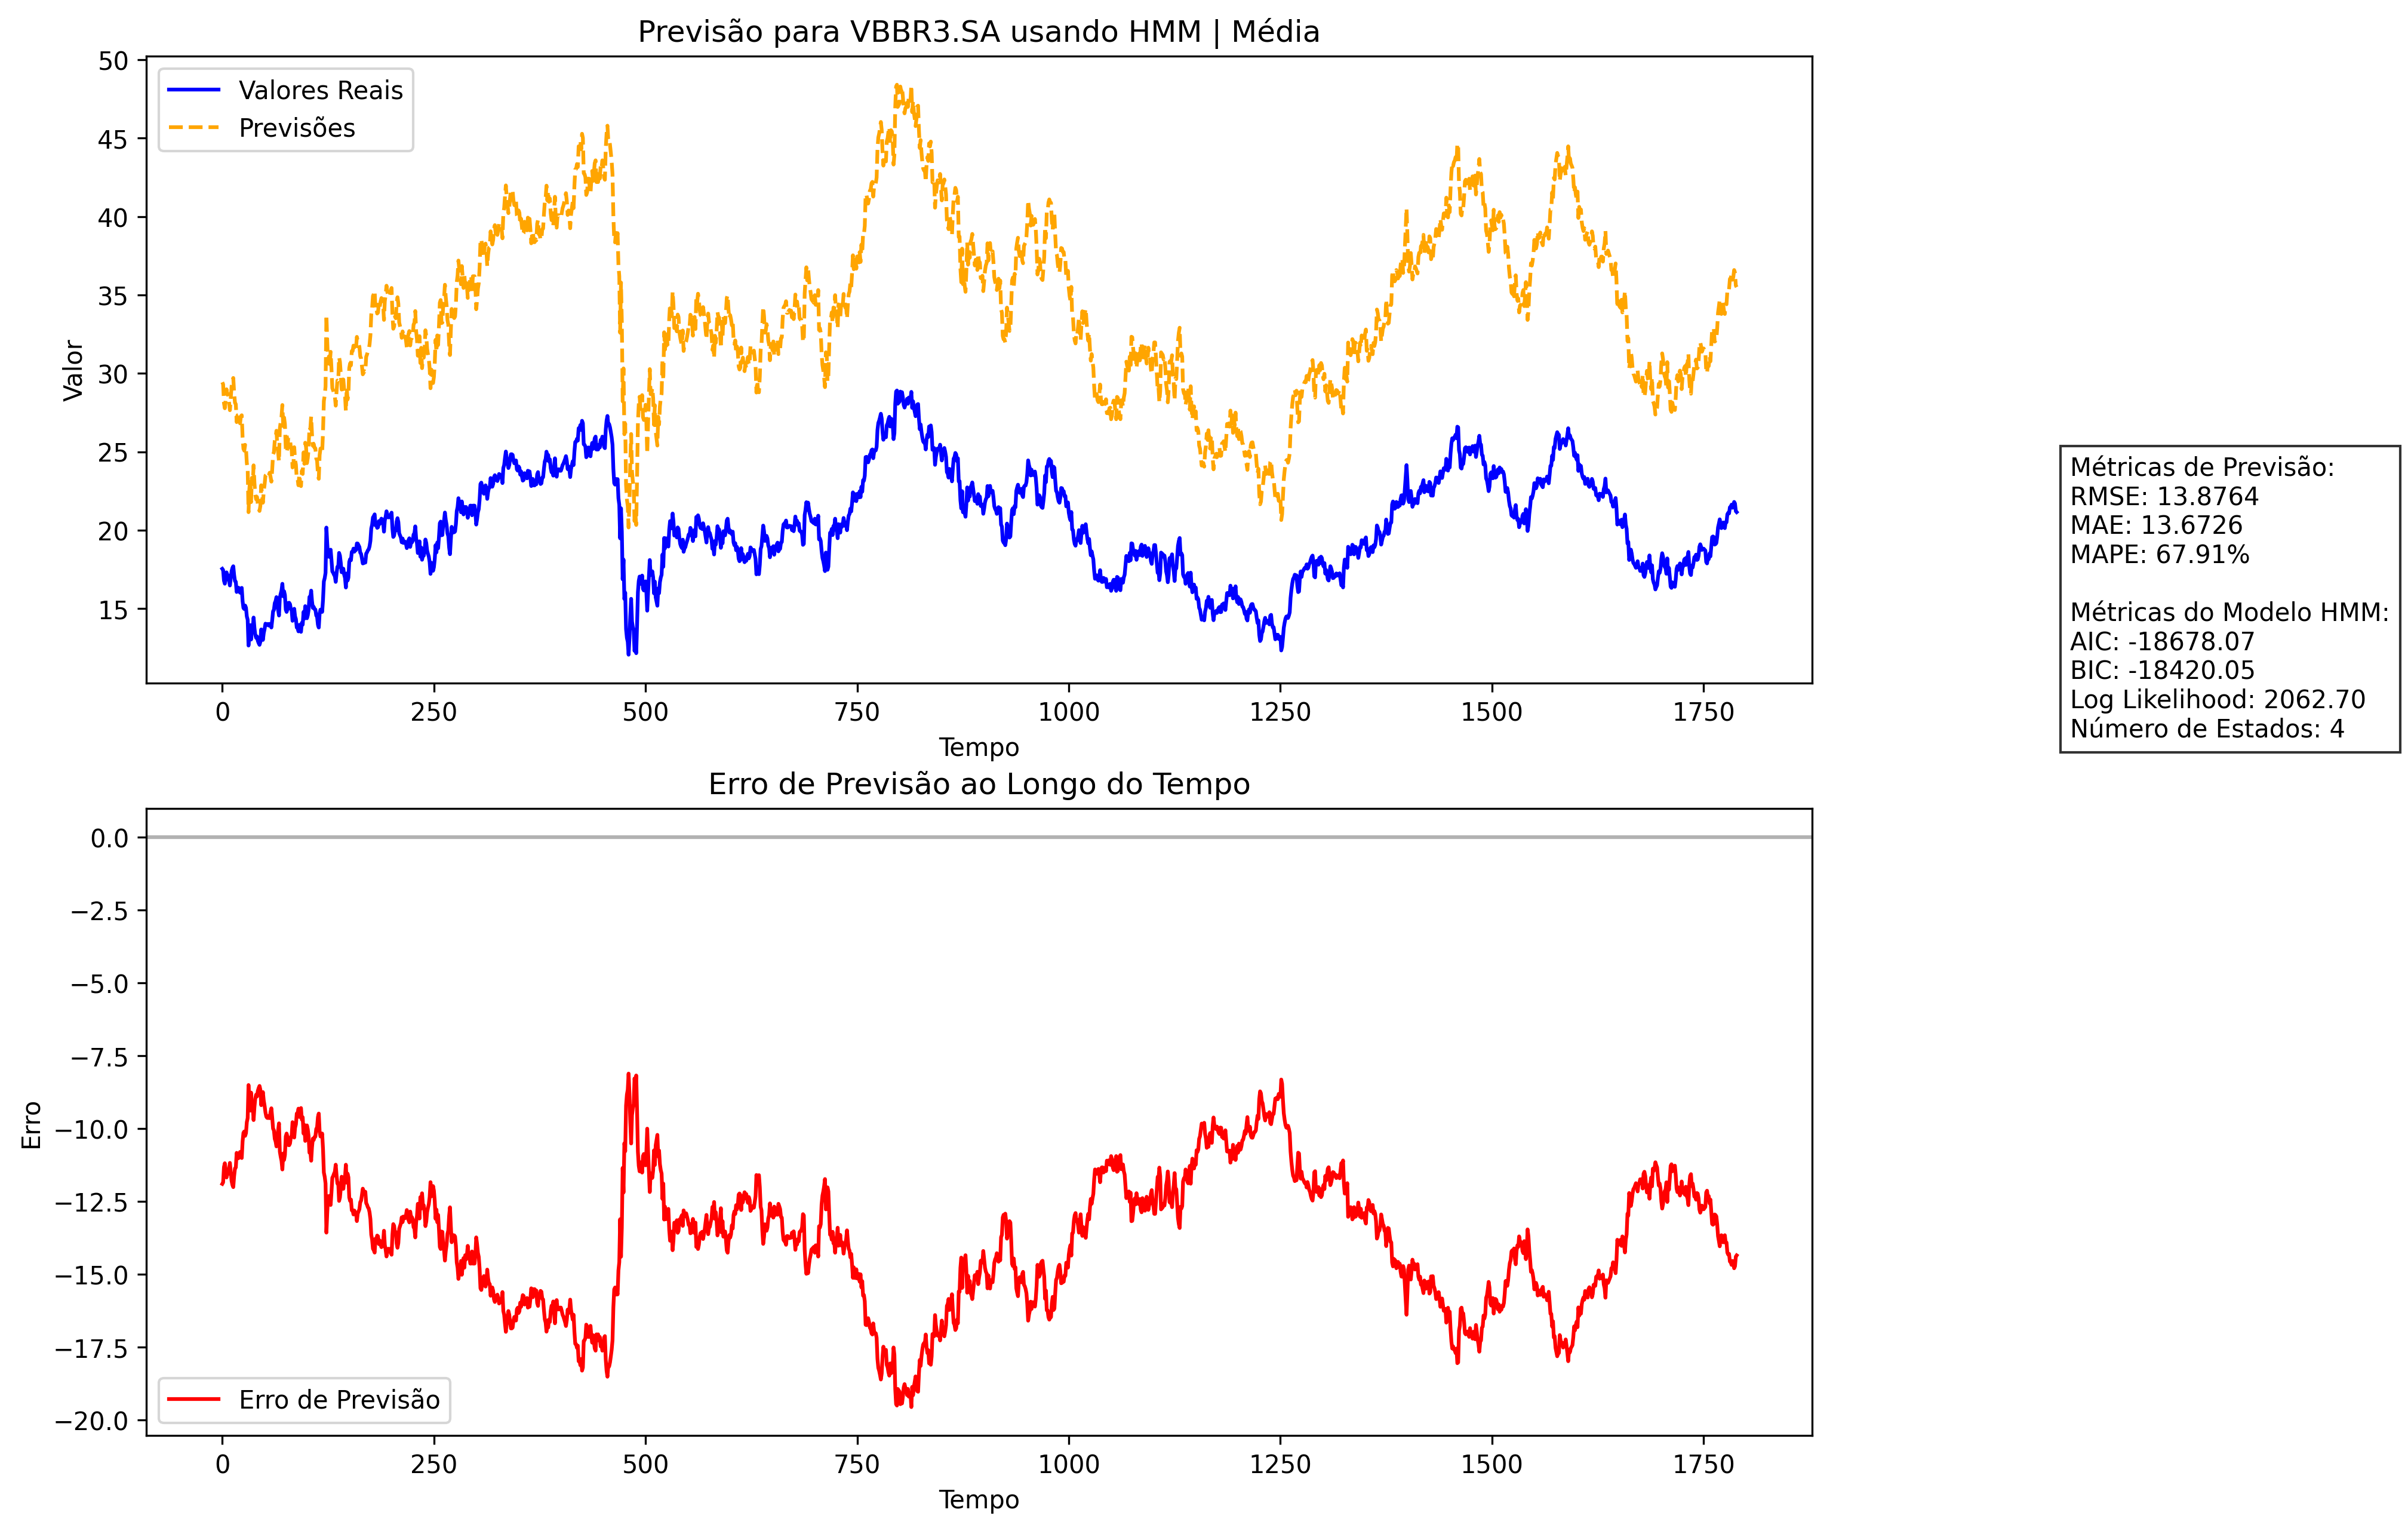 Previsão para VBBR3.SA usando HMM | Média
Valores Reais
Previsões
Valor
50
45
40
35
30
25
20
15
0
250
500
750
1000
1250
1500
1750
Tempo
Métricas de Previsão:
RMSE: 13.8764
MAE: 13.6726
MAPE: 67.91%
Métricas do Modelo HMM:
AIC: -18678.07
BIC: -18420.05
Log Likelihood: 2062.70
Número de Estados: 4
Erro de Previsão ao Longo do Tempo
Erro
0.0
−2.5
−5.0
−7.5
−10.0
−12.5
−15.0
−17.5
−20.0
Erro de Previsão
0
250
500
750
1000
1250
1500
1750
Tempo